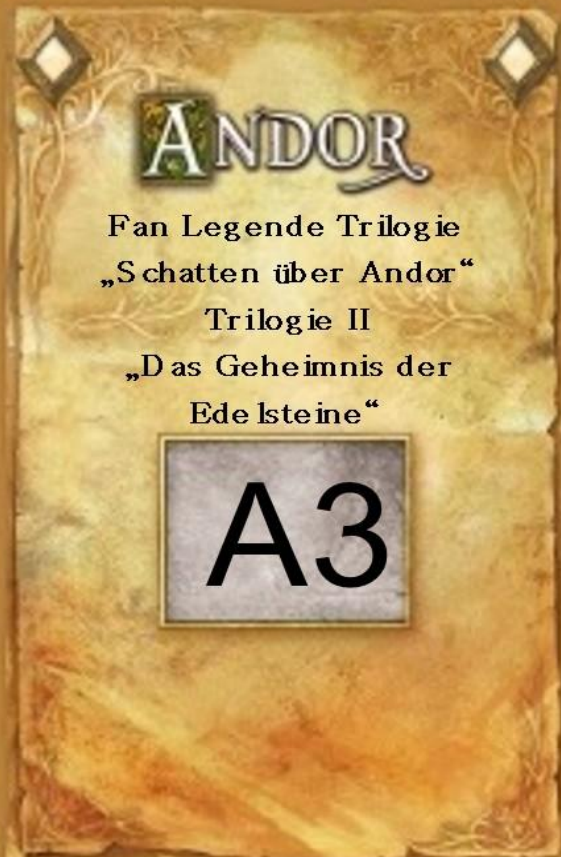 ANDOR
Fan Legende Trilogie
„Schatten über Andor“
Trilogie II
„Das Geheimnis der
Edelsteine“
A3